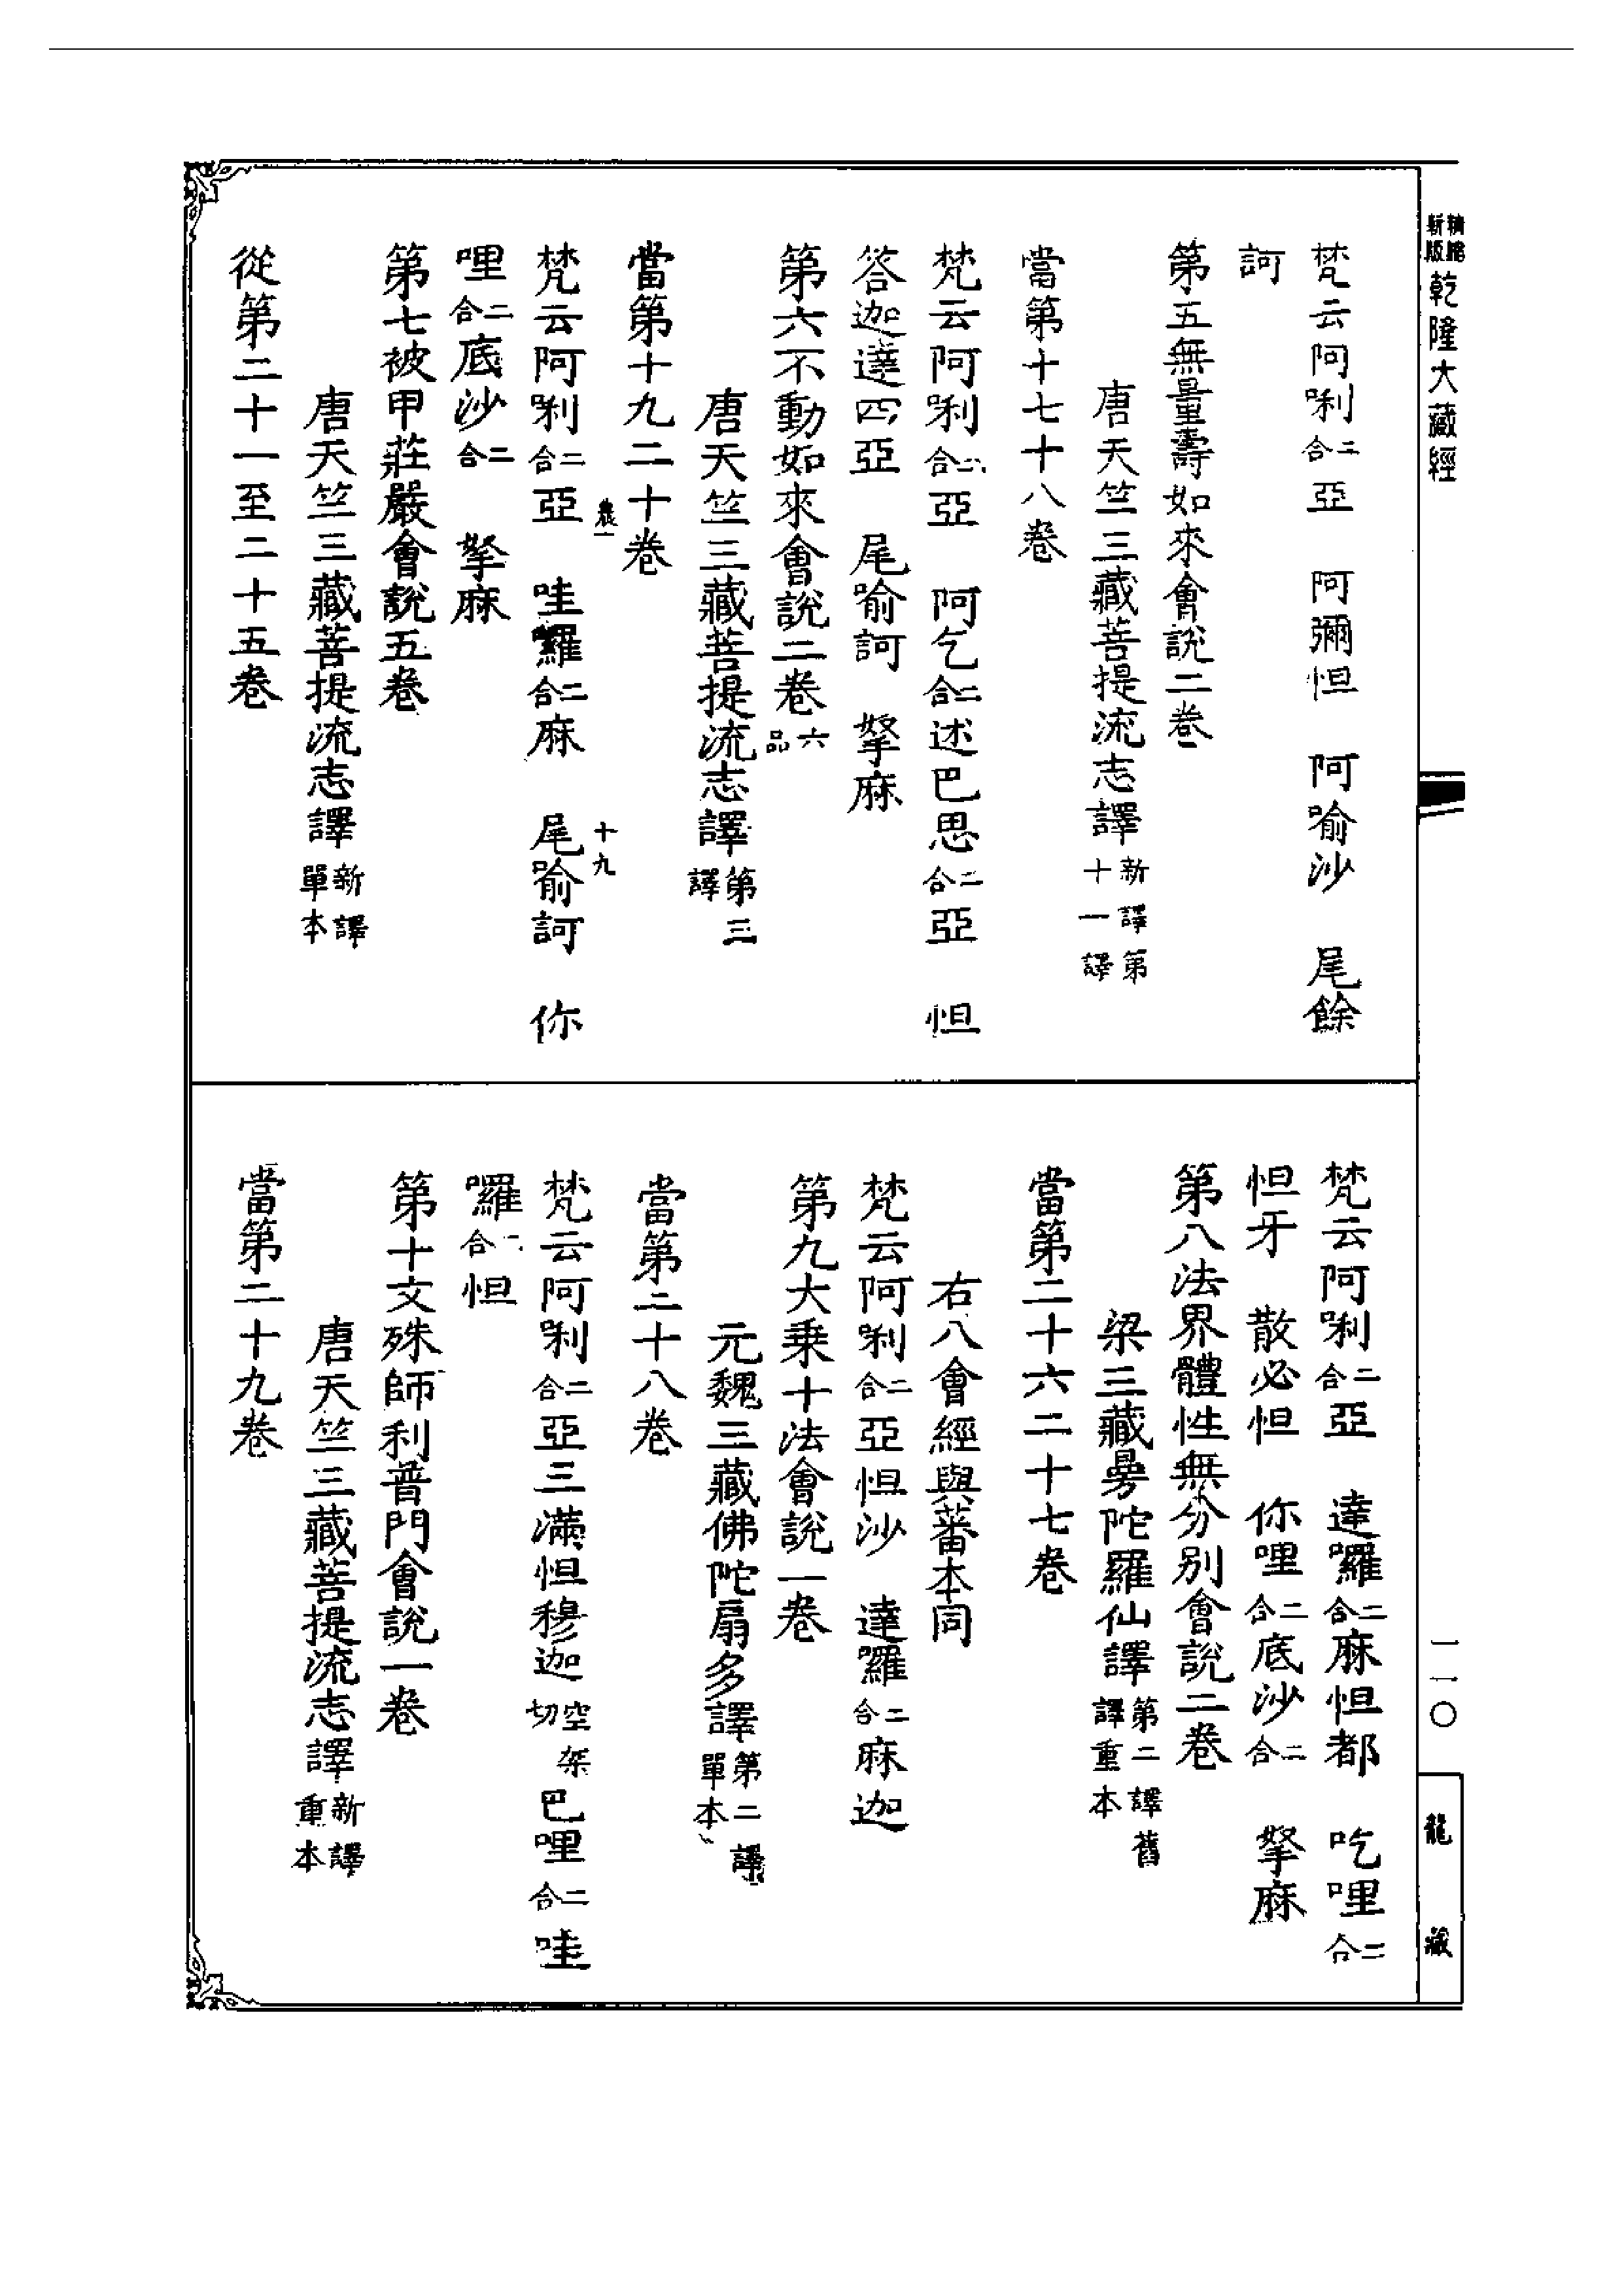 新版
精縮
乾隆大藏經
梵云阿唎二合亞　阿彌怛　阿喻沙　尾餘
訶
第五無量壽如來會說二卷
唐天竺三藏菩提流志譯新譯第十一譯
當第十七十八卷
梵云阿唎二合亞　阿乞二合述巴思二合亞　怛
答迦達四亞　尾喻訶　拏麻
第六不動如來會說二卷六品
唐天竺三藏菩提流志譯第三譯
當第十九二十卷
農一　十九
梵云阿唎二合亞　哇囉二合麻　尾喻訶　你
哩二合底沙二合　拏麻
第七被甲莊嚴會說五卷
唐天竺三藏菩提流志譯新譯單本
從第二十一至二十五卷
梵云阿唎二合亞　達囉二合麻怛都　吃哩二合
怛牙　散必怛　你哩二合底沙二合　拏麻
第八法界體性無分別會說二卷
梁三藏曼陀羅仙譯第二譯舊譯重本
當第二十六二十七卷
右八會經與蕃本同
梵云阿唎二合亞怛沙　達囉二合麻迦
第九大乘十法會說一卷
元魏三藏佛陀扇多譯第二譯單本
當第二十八卷
梵云阿唎二合亞三滿怛穆迦空架切巴哩二合哇
囉二合怛
第十文殊師利普門會說一卷
唐天竺三藏菩提流志譯新譯重本
當第二十九卷
一一〇
龍藏